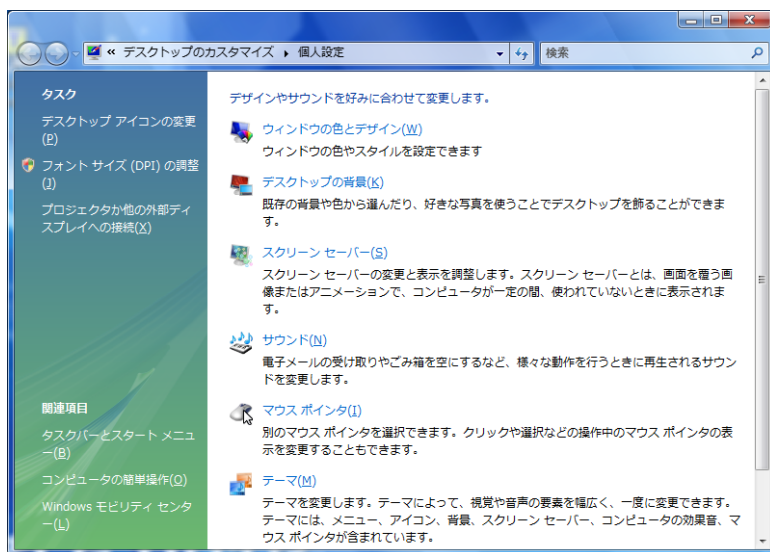 « デスクトップのカスタマイズ ▸ 個人設定
検索
タスク
デスクトップ アイコンの変更
(P)
フォント サイズ (DPI) の調整
(J)
プロジェクタか他の外部ディ
スプレイへの接続(X)
関連項目
タスクバーとスタート メニュ
ー(B)
コンピュータの簡単操作(O)
Windows モビリティ センタ
ー(L)
デザインやサウンドを好みに合わせて変更します。
ウィンドウの色とデザイン(W)
ウィンドウの色やスタイルを設定できます
デスクトップの背景(K)
既存の背景や色から選んだり、好きな写真を使うことでデスクトップを飾ることができま
す。
スクリーン セーバー(S)
スクリーン セーバーの変更と表示を調整します。スクリーン セーバーとは、画面を覆う画
像またはアニメーションで、コンピュータが一定の間、使われていないときに表示されま
す。
サウンド(N)
電子メールの受け取りやごみ箱を空にするなど、様々な動作を行うときに再生されるサウン
ドを変更します。
マウス ポインタ(I)
別のマウス ポインタを選択できます。クリックや選択などの操作中のマウス ポインタの表
示を変更することもできます。
テーマ(M)
テーマを変更します。テーマによって、視覚や音声の要素を幅広く、一度に変更できます。
テーマには、メニュー、アイコン、背景、スクリーン セーバー、コンピュータの効果音、マ
ウス ポインタが含まれています。